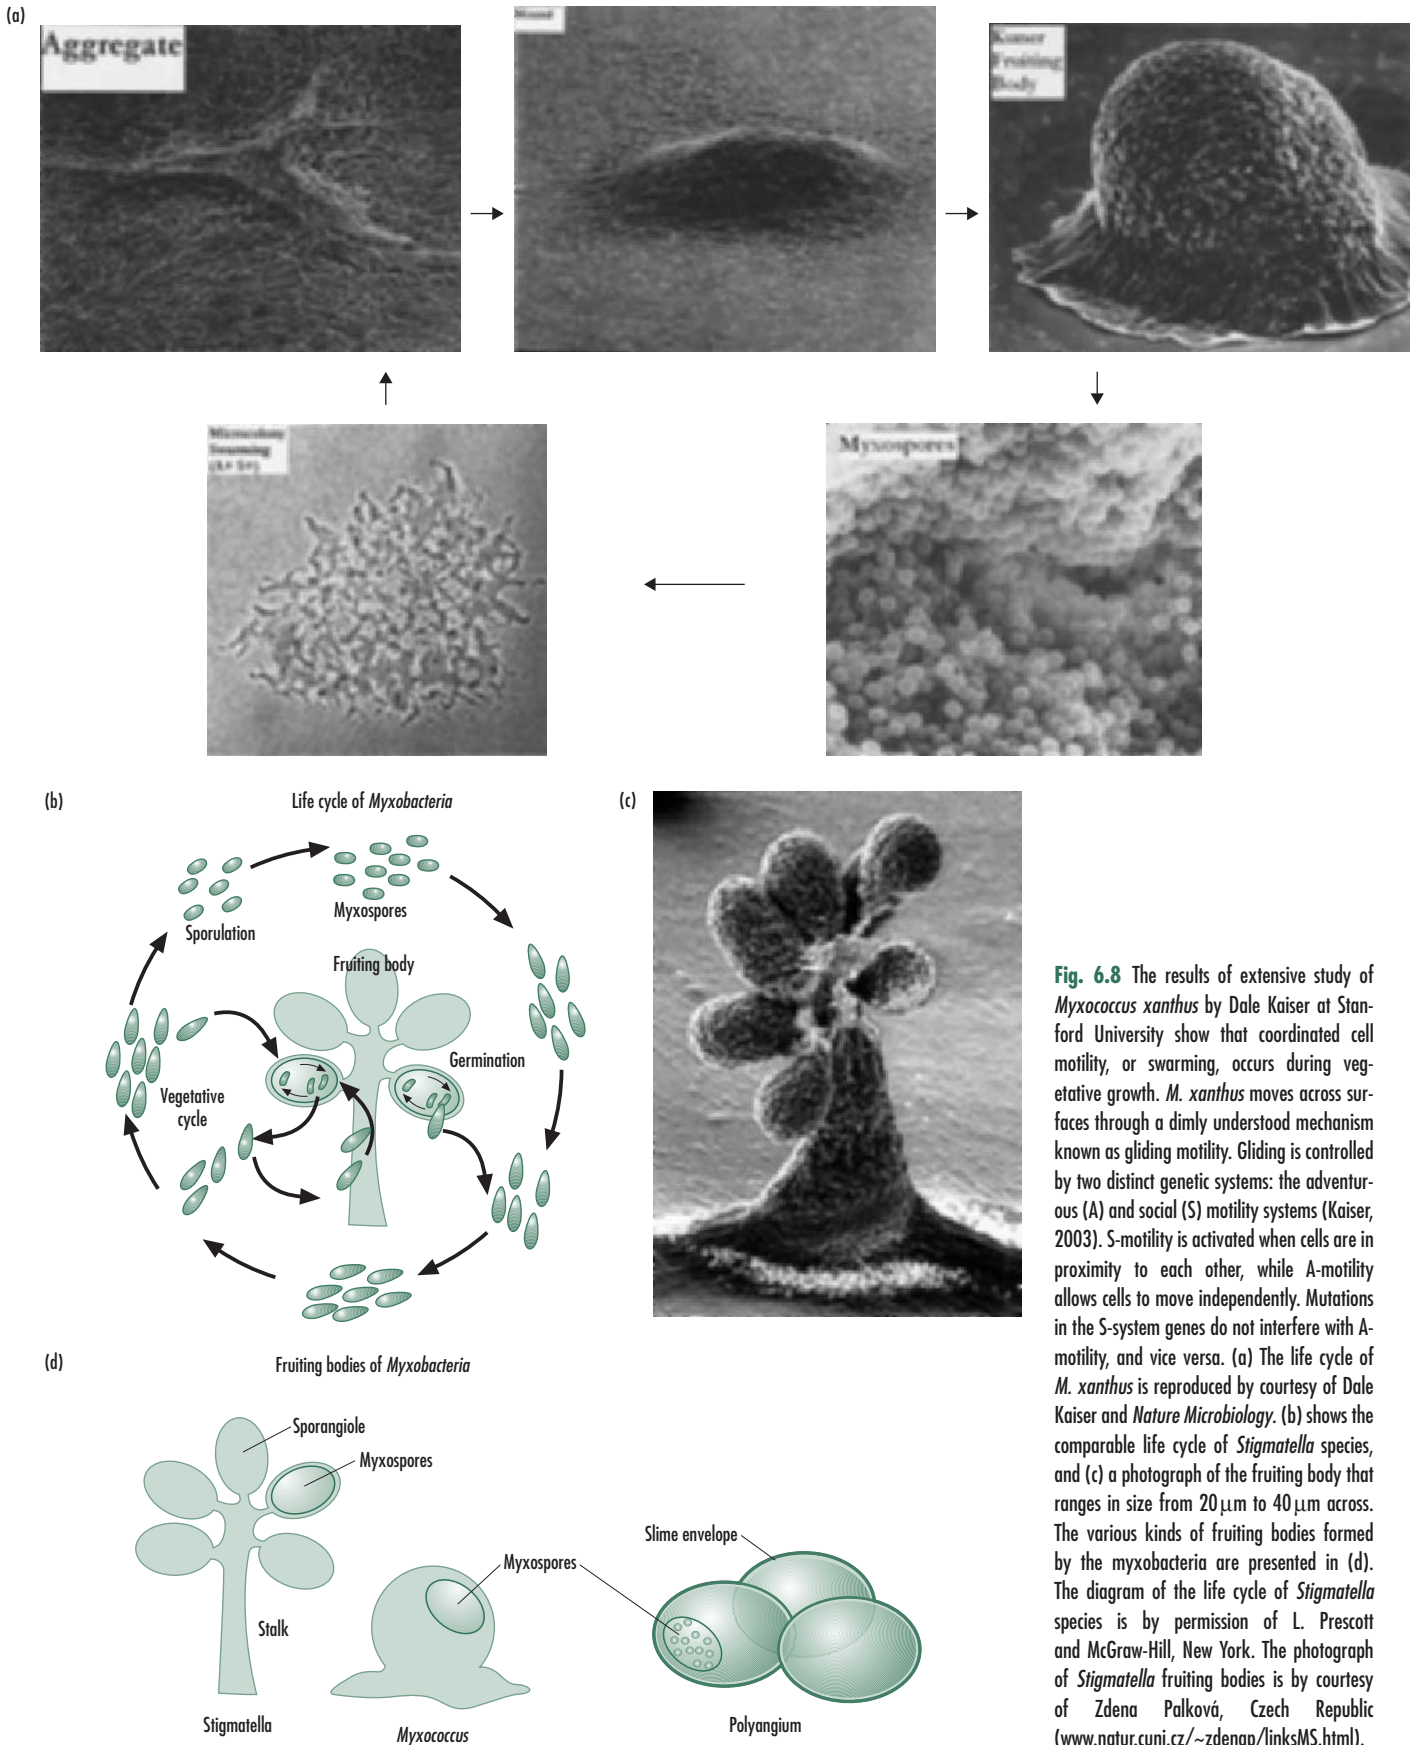 (a)
Aggregate
Mound
Kuner
Fruiting
Body
Microcolony
Swarming
(A+ S+)
Myxospores
(b)
Life cycle of Myxobacteria
Sporulation
Myxospores
Fruiting body
Germination
Vegetative
cycle
(c)
Fig. 6.8 The results of extensive study of
Myxococcus xanthus by Dale Kaiser at Stan-
ford University show that coordinated cell
motility, or swarming, occurs during veg-
etative growth. M. xanthus moves across sur-
faces through a dimly understood mechanism
known as gliding motility. Gliding is controlled
by two distinct genetic systems: the adventur-
ous (A) and social (S) motility systems (Kaiser,
2003). S-motility is activated when cells are in
proximity to each other, while A-motility
allows cells to move independently. Mutations
in the S-system genes do not interfere with A-
motility, and vice versa. (a) The life cycle of
M. xanthus is reproduced by courtesy of Dale
Kaiser and Nature Microbiology. (b) shows the
comparable life cycle of Stigmatella species,
and (c) a photograph of the fruiting body that
ranges in size from 20 μm to 40 μm across.
The various kinds of fruiting bodies formed
by the myxobacteria are presented in (d).
The diagram of the life cycle of Stigmatella
species is by permission of L. Prescott
and McGraw-Hill, New York. The photograph
of Stigmatella fruiting bodies is by courtesy
of Zdena Palková, Czech Republic
(www.natur.cuni.cz/~zdenap/linksMS.html).
(d)
Fruiting bodies of Myxobacteria
Sporangiole
Myxospores
Stalk
Stigmatella
Myxospores
Myxococcus
Slime envelope
Polyangium